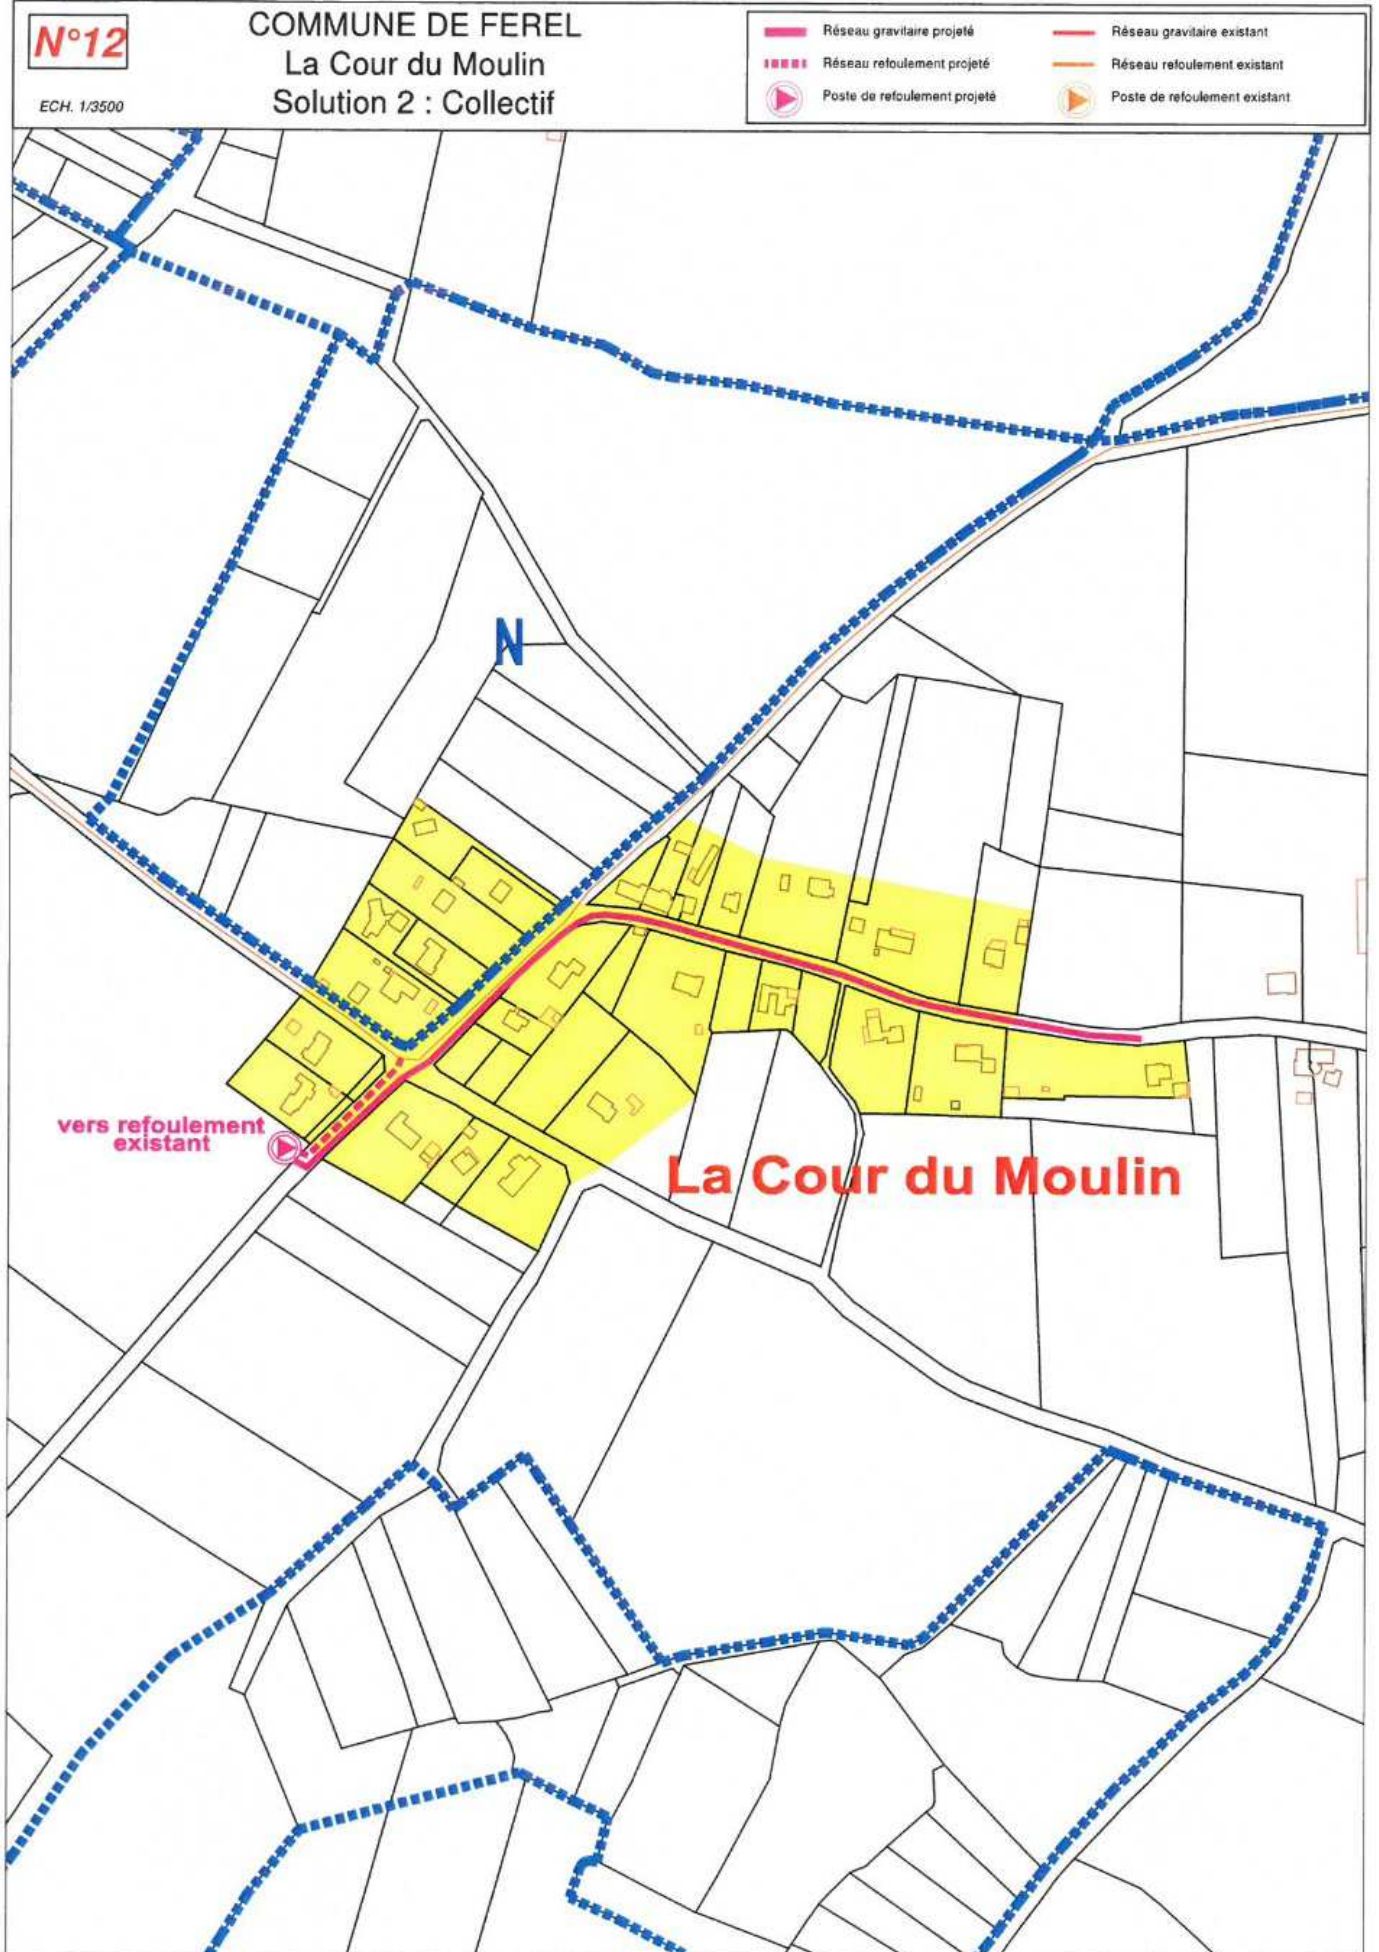 N°12
ECH. 1/3500
COMMUNE DE FEREL
La Cour du Moulin
Solution 2 : Collectif
Réseau gravitaire projeté
Réseau gravitaire existant
Réseau refoulement projeté
Réseau refoulement existant
Poste de refoulement projeté
Poste de refoulement existant
N
vers refoulement
existant
La Cour du Moulin